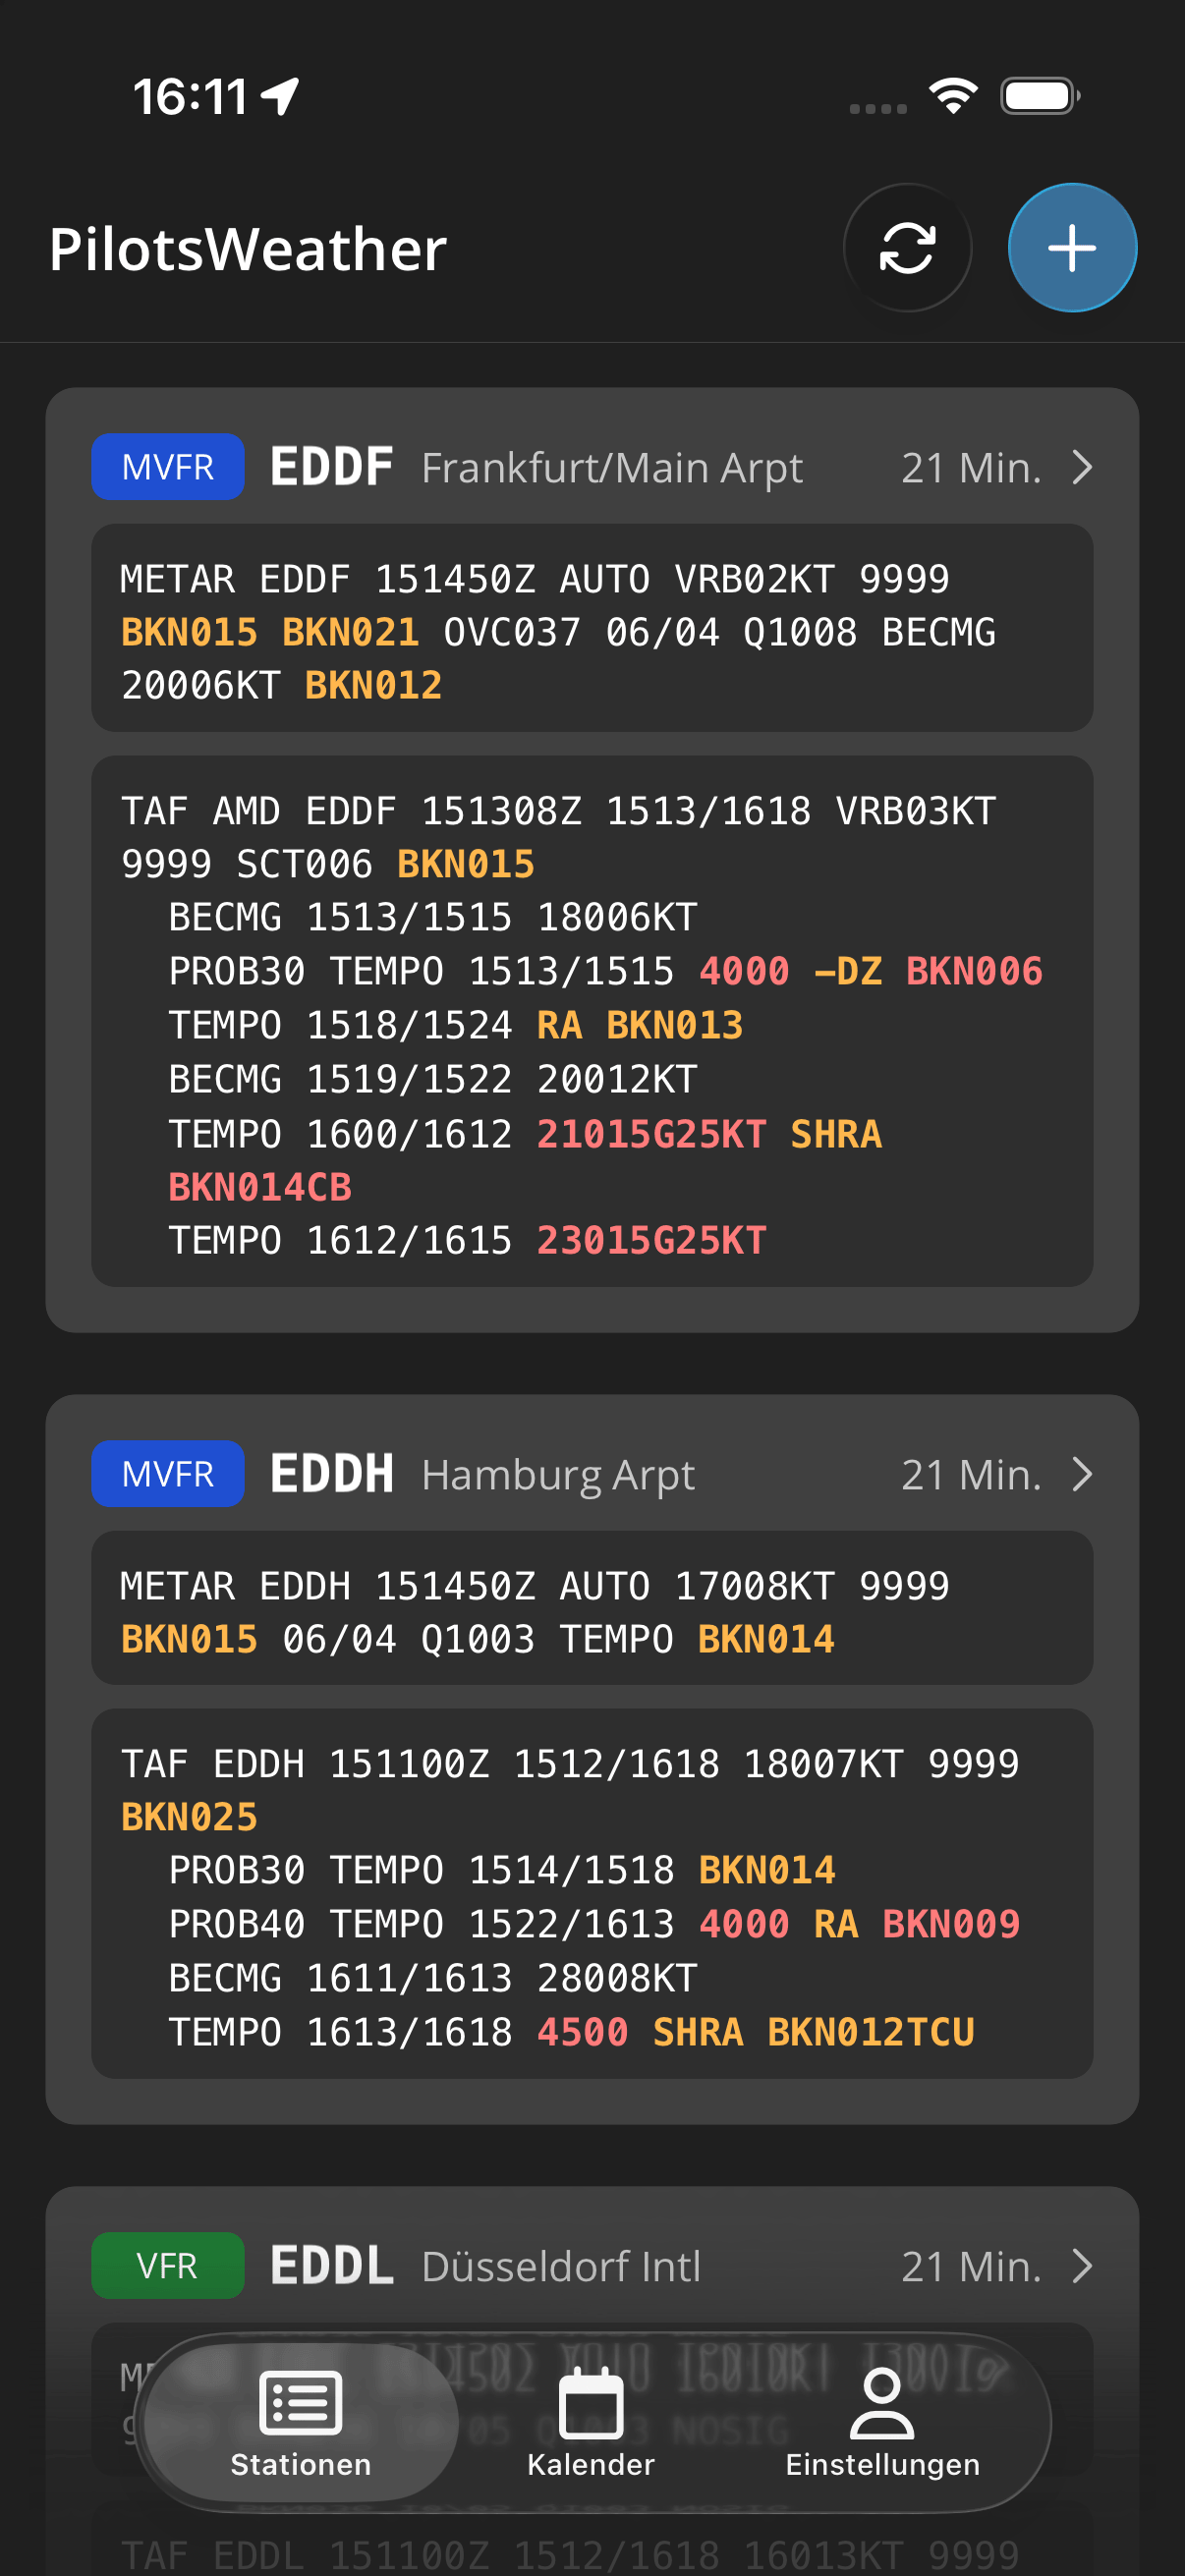 16:11
PilotsWeather
MVFR EDDF Frankfurt/Main Arpt 21 Min.
METAR EDDF 151450Z AUTO VRB02KT 9999
BKN015 BKN021 OVC037 06/04 Q1008 BECMG
20006KT BKN012
TAF AMD EDDF 151308Z 1513/1618 VRB03KT
9999 SCT006 BKN015
BECMG 1513/1515 18006KT
PROB30 TEMPO 1513/1515 4000 −DZ BKN006
TEMPO 1518/1524 RA BKN013
BECMG 1519/1522 20012KT
TEMPO 1600/1612 21015G25KT SHRA
BKN014CB
TEMPO 1612/1615 23015G25KT
MVFR EDDH Hamburg Arpt 21 Min.
METAR EDDH 151450Z AUTO 17008KT 9999
BKN015 06/04 Q1003 TEMPO BKN014
TAF EDDH 151100Z 1512/1618 18007KT 9999
BKN025
PROB30 TEMPO 1514/1518 BKN014
PROB40 TEMPO 1522/1613 4000 RA BKN009
BECMG 1611/1613 28008KT
TEMPO 1613/1618 4500 SHRA BKN012TCU
VFR EDDL Düsseldorf Intl 21 Min.
NOSIG
Stationen Kalender Einstellungen
TAF EDDL 151100Z 1512/1618 16013KT 9999